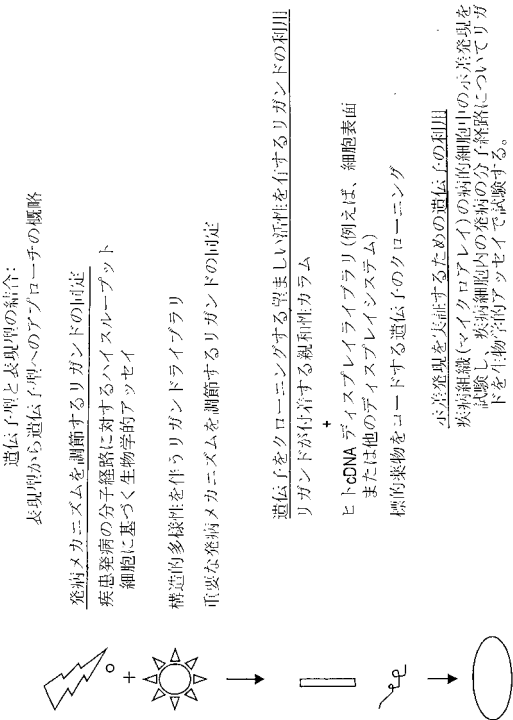 遺伝子型と表現型の結合:
表現型から遺伝子型へのアプローチの概略
発病メカニズムを調節するリガンドの同定
疾患発病の分子経路に対するハイスループット
細胞に基づく生物学的アッセイ
+
構造的多様性を伴うリガンドライブラリ
重要な発病メカニズムを調節するリガンドの同定
遺伝子をクローニングする望ましい活性を有するリガンドの利用
リガンドが付着する親和性カラム
+
ヒトcDNA ディスプレイライブラリ(例えば、細胞表面
または他のディスプレイシステム)
標的薬物をコードする遺伝子のクローニング
示差発現を実証するための遺伝子の利用
疾病組織(マイクロアレイ)の病的細胞中の示差発現を
試験し、疾病細胞内の発病の分子経路についてリガ
ンドを生物学的アッセイで試験する。